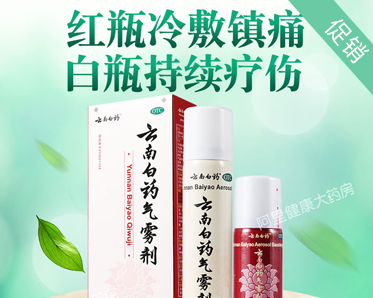 红瓶冷敷镇痛
白瓶持续疗伤
促销
云南白药
OTC
云南白药气雾剂
Yunnan Baiyao Qiwuji
云南白药
OTC
Yunnan Baiyao Aerosol
云南白药气雾剂
云南白药
Yunnan Baiyao Aerosol
阿里健康大药房